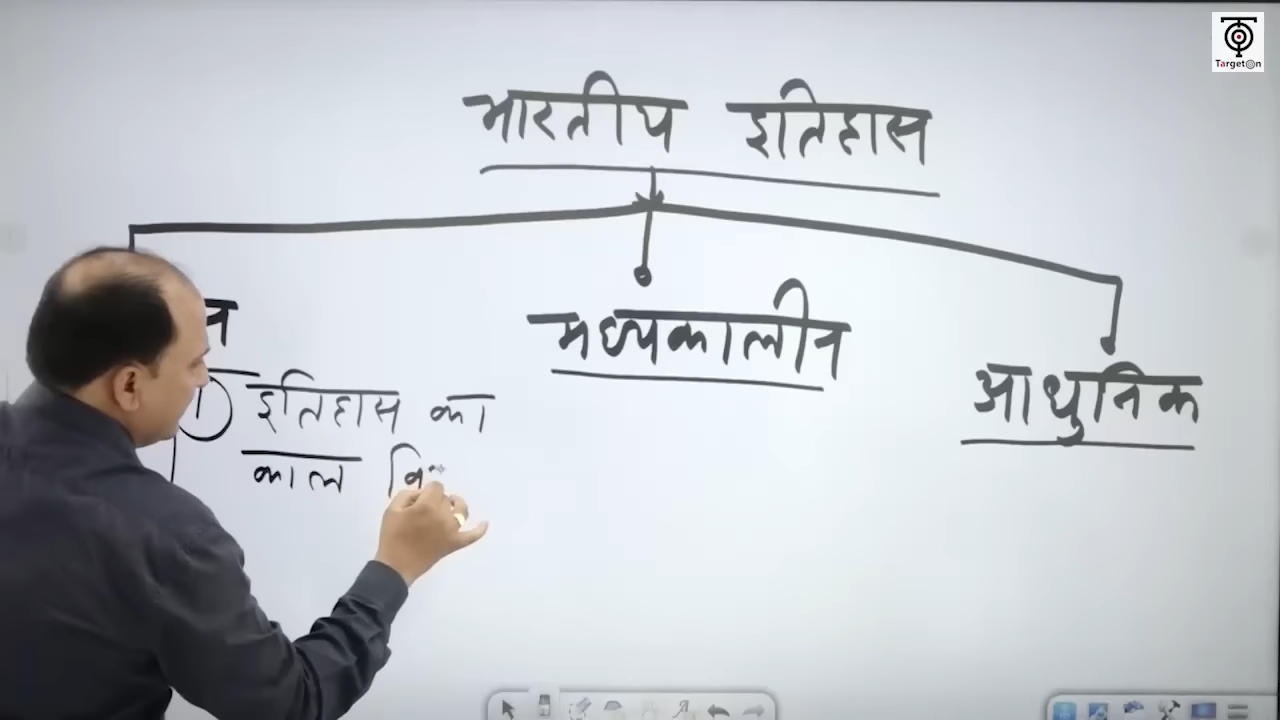 TargetOn
भारतीय इतिहास
मध्यकालीन
आधुनिक
① इतिहास का
काल